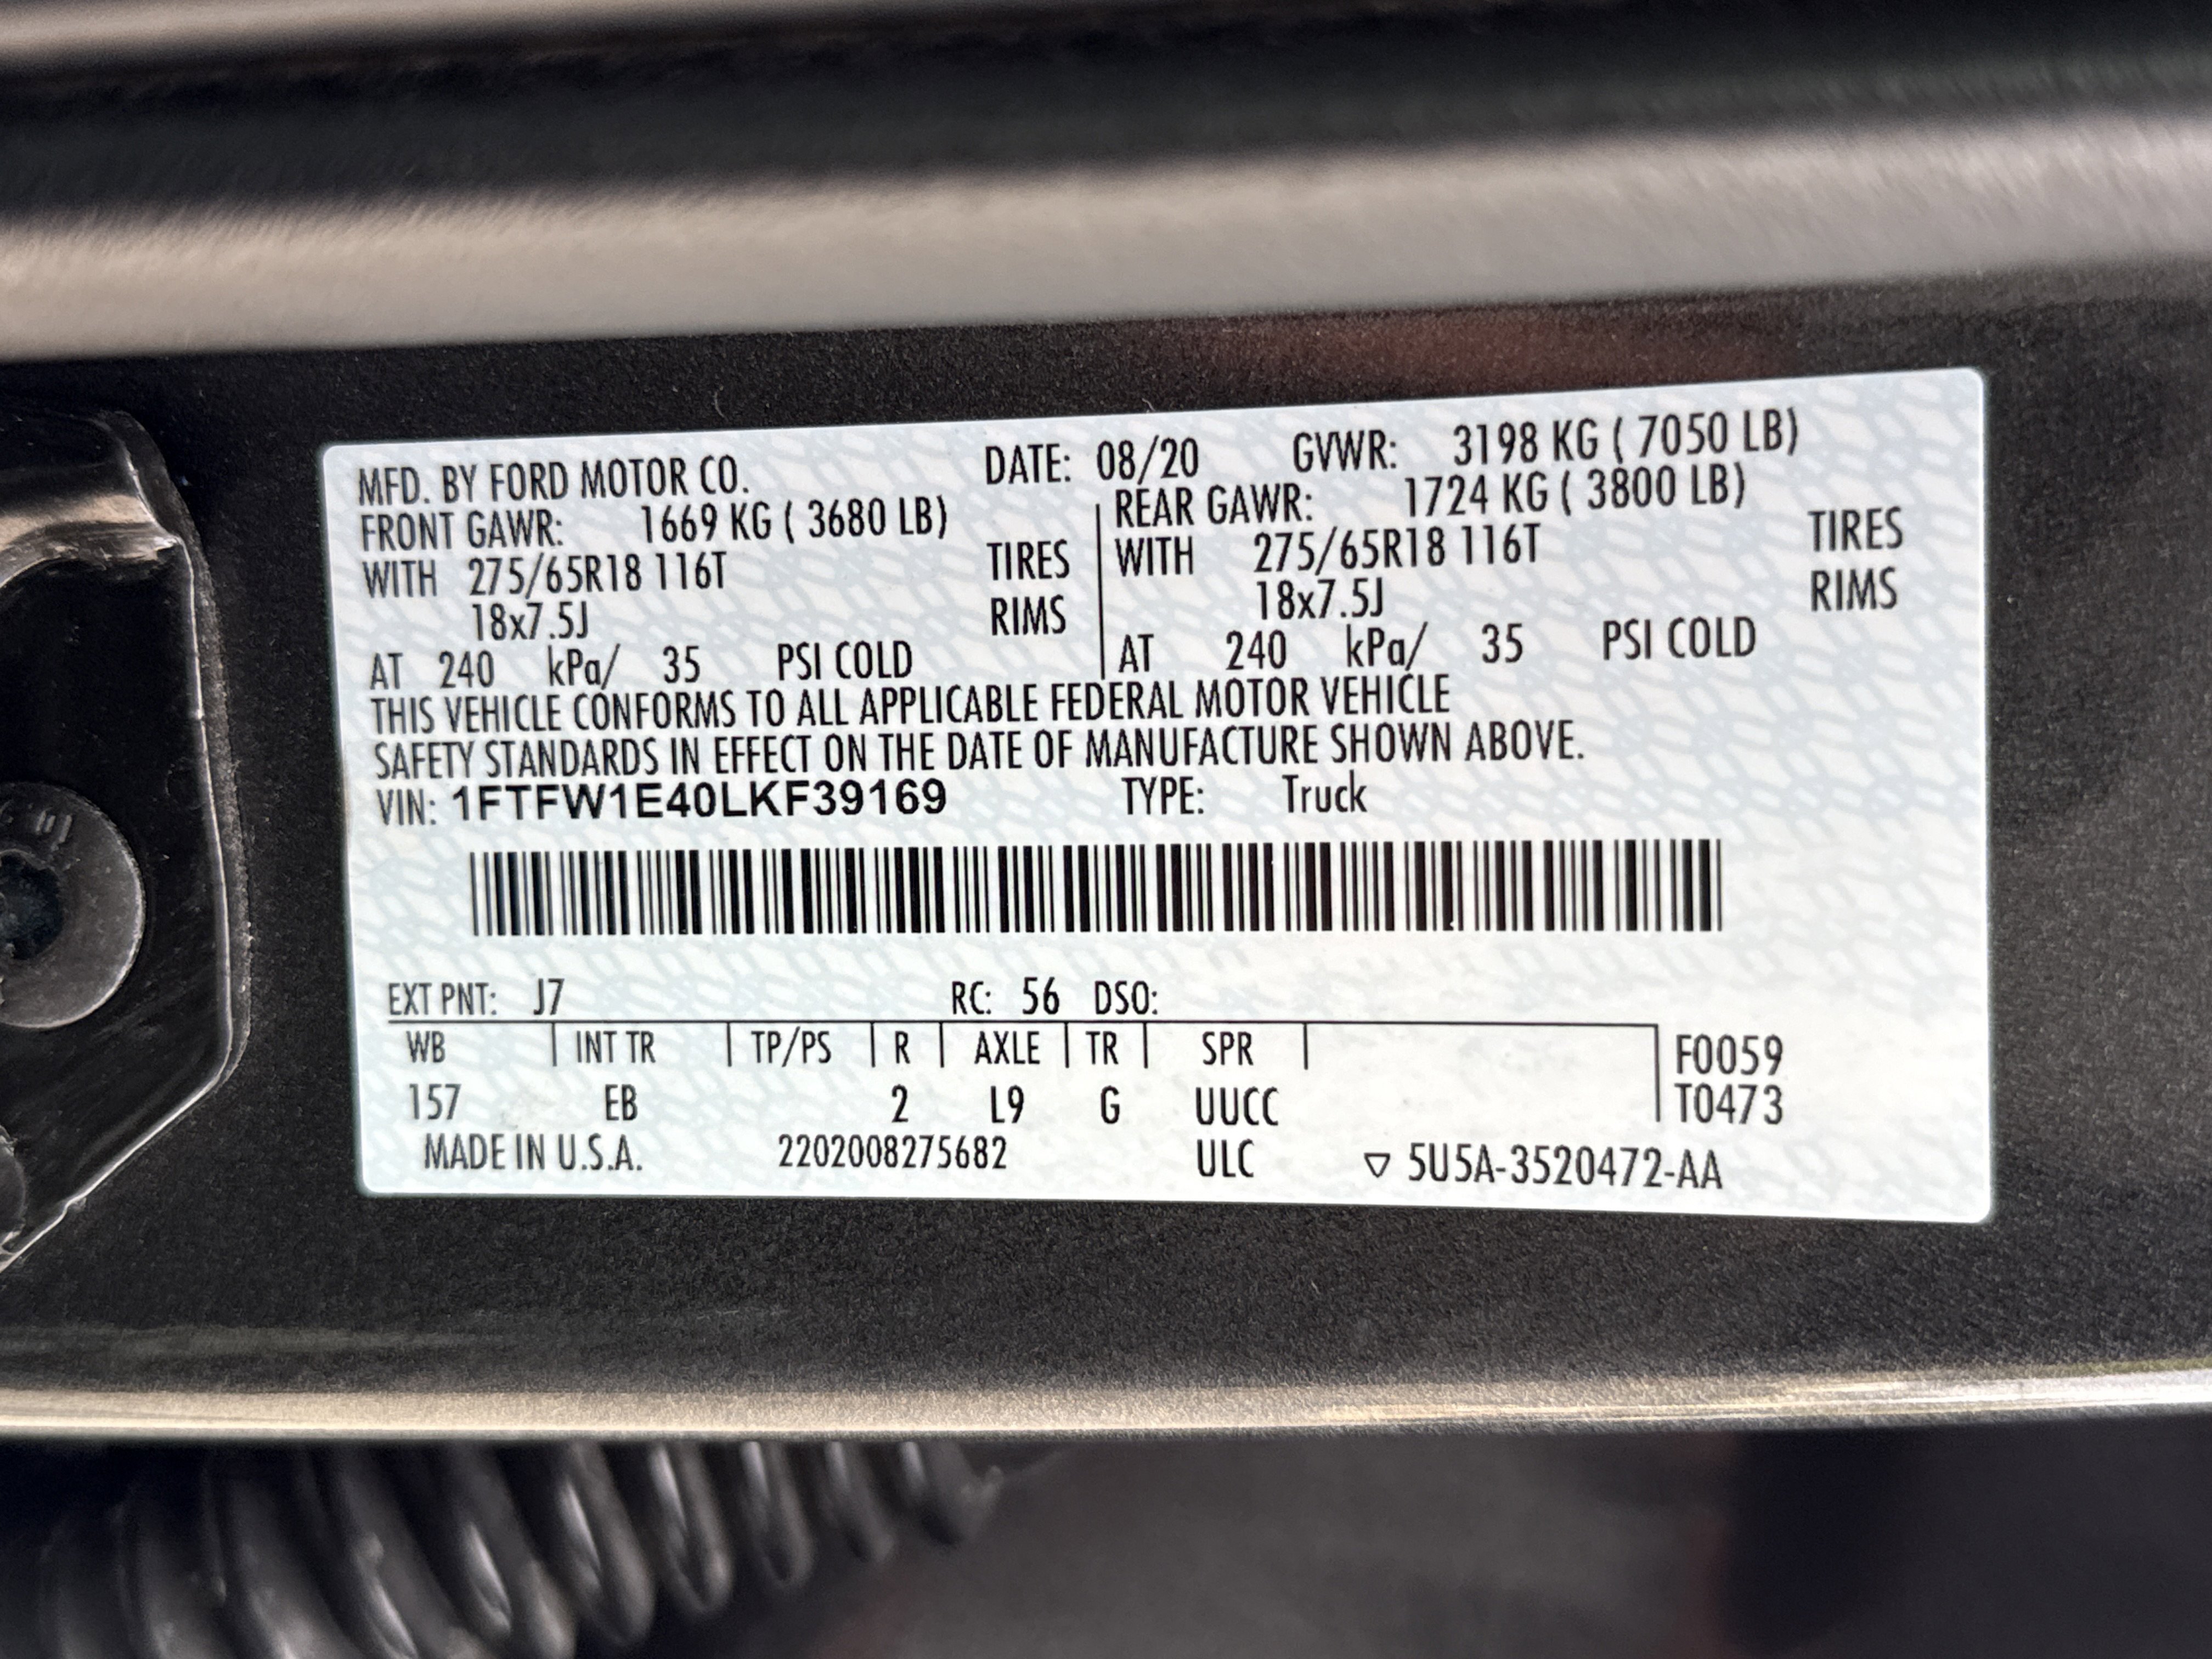 MFD. BY FORD MOTOR CO. DATE: 08/20 GVWR: 3198 KG ( 7050 LB)
FRONT GAWR: 1669 KG ( 3680 LB) REAR GAWR: 1724 KG ( 3800 LB)
WITH 275/65R18 116T TIRES WITH 275/65R18 116T TIRES
18x7.5J RIMS 18x7.5J RIMS
AT 240 kPa/ 35 PSI COLD AT 240 kPa/ 35 PSI COLD
THIS VEHICLE CONFORMS TO ALL APPLICABLE FEDERAL MOTOR VEHICLE
SAFETY STANDARDS IN EFFECT ON THE DATE OF MANUFACTURE SHOWN ABOVE.
VIN: 1FTFW1E40LKF39169 TYPE: Truck
EXT PNT: J7 RC: 56 DSO:
WB INT TR TP/PS R AXLE TR SPR F0059
157 EB 2 L9 G UUCC T0473
MADE IN U.S.A. 2202008275682 ULC ▽ 5U5A-3520472-AA